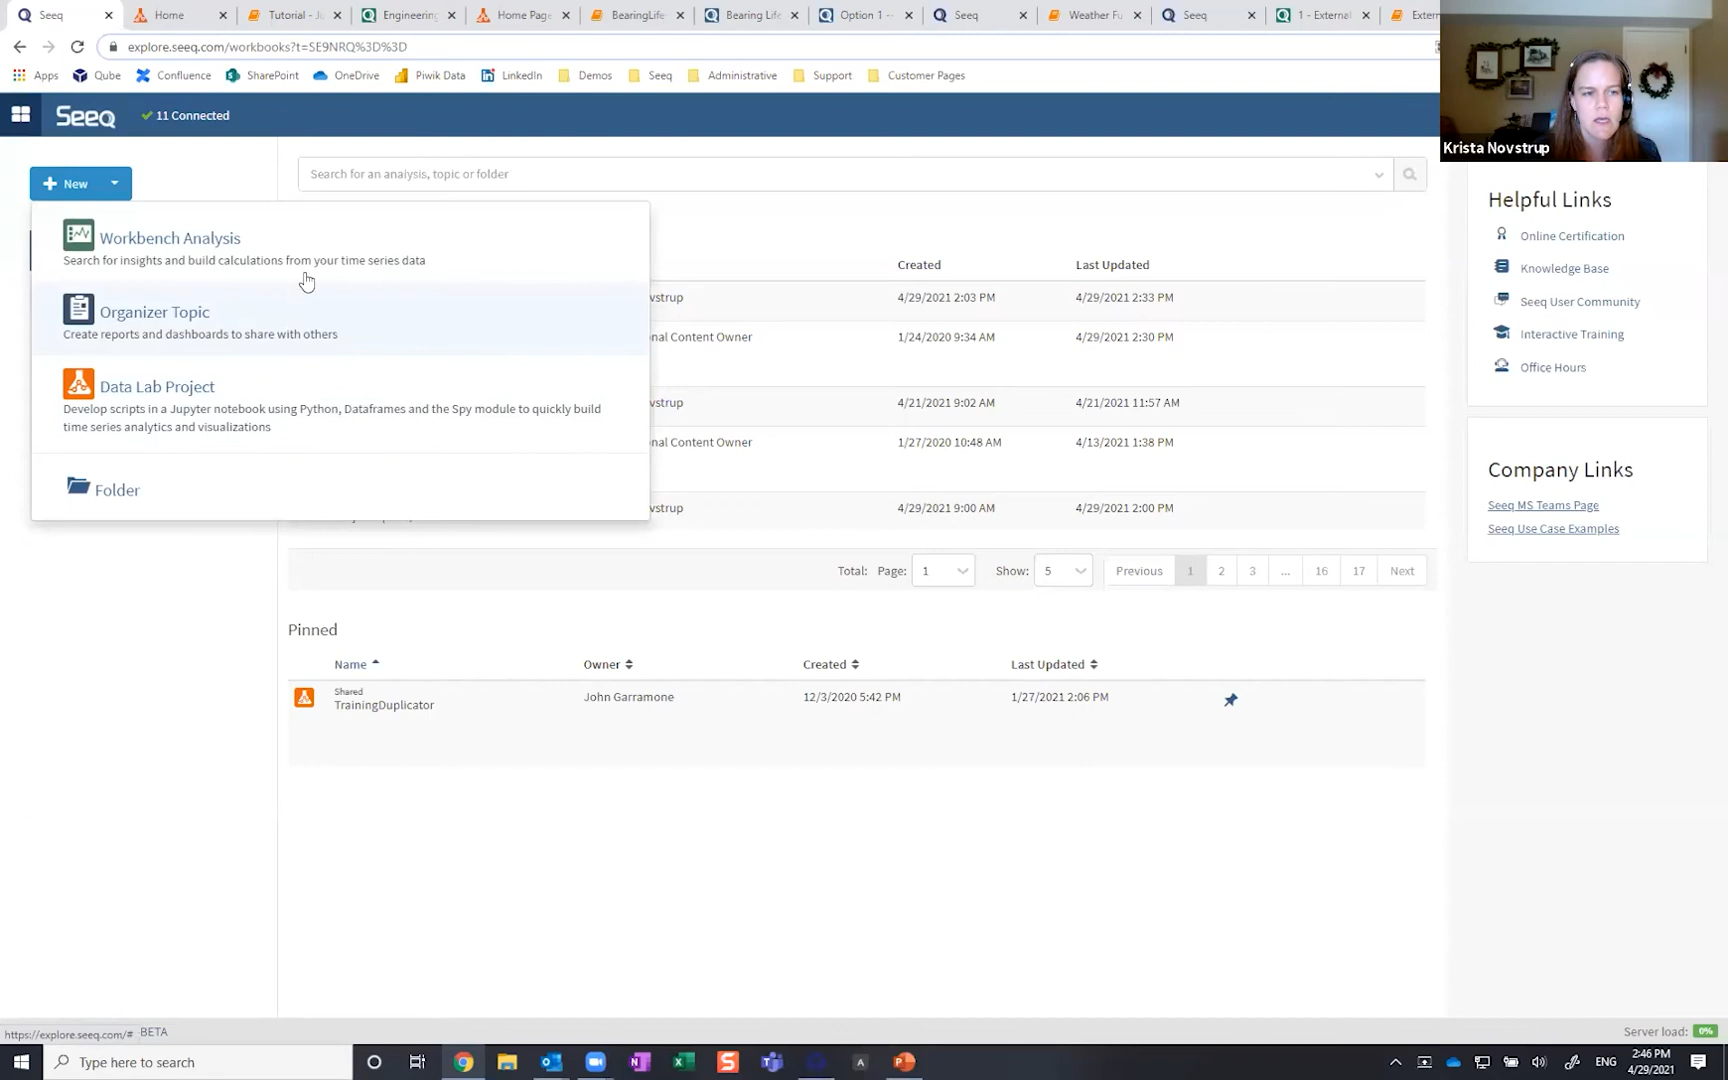 Seeq
Home
Tutorial - Ju
Engineering
Home Page
BearingLife
Bearing Life
Option 1 --
Seeq
Weather Fu
Seeq
1 - External
Extern
explore.seeq.com/workbooks?t=SE9NRQ%3D%3D
Apps
Qube
Confluence
SharePoint
OneDrive
Piwik Data
LinkedIn
Demos
Seeq
Administrative
Support
Customer Pages
Krista Novstrup
Seeq
11 Connected
New
Search for an analysis, topic or folder
Workbench Analysis
Search for insights and build calculations from your time series data
Organizer Topic
Create reports and dashboards to share with others
Data Lab Project
Develop scripts in a Jupyter notebook using Python, Dataframes and the Spy module to quickly build
time series analytics and visualizations
Folder
Created Last Updated
vstrup 4/29/2021 2:03 PM 4/29/2021 2:33 PM
nal Content Owner 1/24/2020 9:34 AM 4/29/2021 2:30 PM
vstrup 4/21/2021 9:02 AM 4/21/2021 11:57 AM
nal Content Owner 1/27/2020 10:48 AM 4/13/2021 1:38 PM
vstrup 4/29/2021 9:00 AM 4/29/2021 2:00 PM
Total: Page: 1 Show: 5 Previous 1 2 3 ... 16 17 Next
Pinned
Name Owner Created Last Updated
Shared
TrainingDuplicator John Garramone 12/3/2020 5:42 PM 1/27/2021 2:06 PM
Helpful Links
Online Certification
Knowledge Base
Seeq User Community
Interactive Training
Office Hours
Company Links
Seeq MS Teams Page
Seeq Use Case Examples
https://explore.seeq.com/# BETA
Server load: 0%
Type here to search
ENG
2:46 PM
4/29/2021